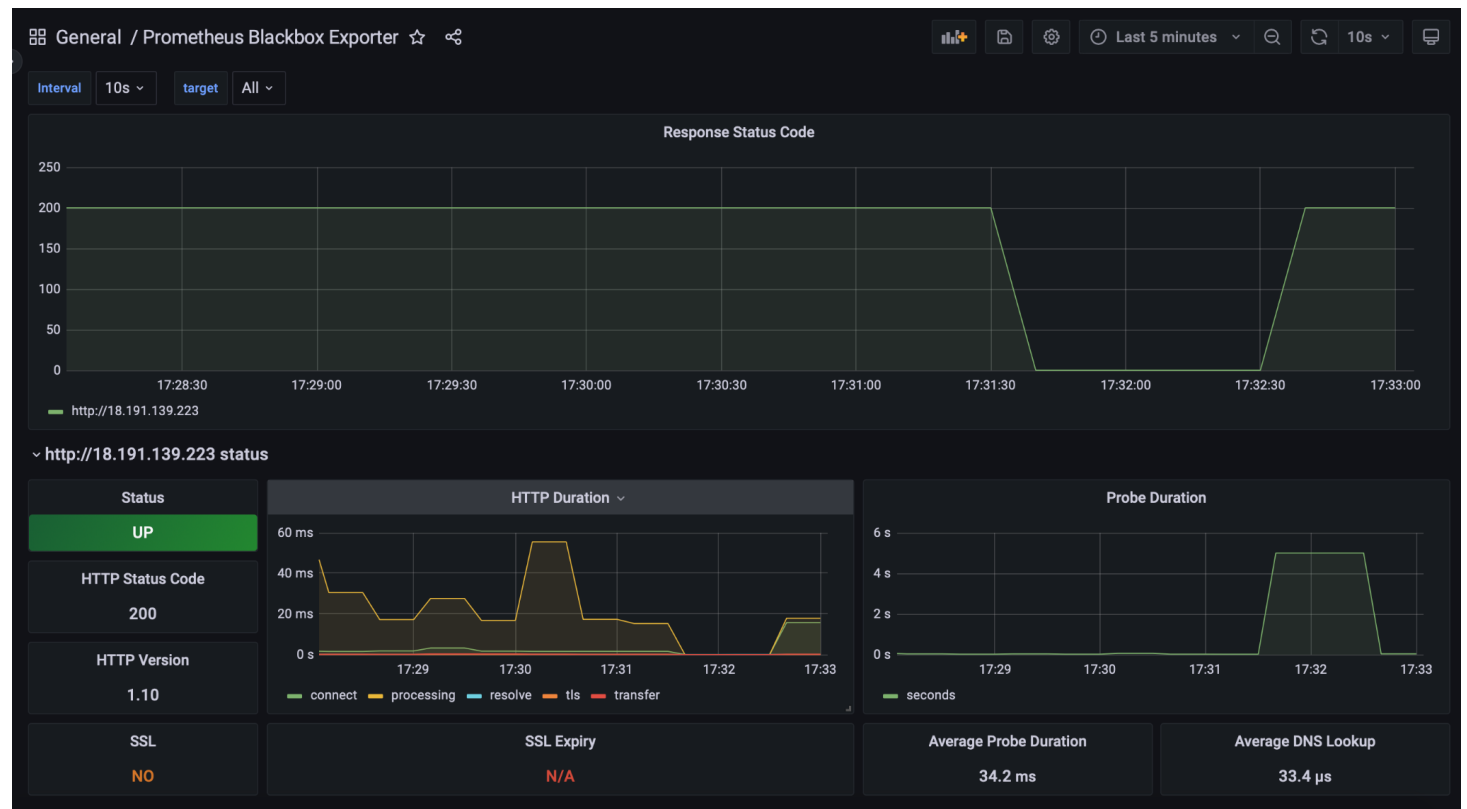 General / Prometheus Blackbox Exporter
Last 5 minutes
10s
Interval 10s target All
Response Status Code
250
200
150
100
50
0
17:28:30 17:29:00 17:29:30 17:30:00 17:30:30 17:31:00 17:31:30 17:32:00 17:32:30 17:33:00
http://18.191.139.223
http://18.191.139.223 status
Status
UP
HTTP Status Code
200
HTTP Version
1.10
HTTP Duration
60 ms
40 ms
20 ms
0 s
17:29 17:30 17:31 17:32 17:33
connect processing resolve tls transfer
Probe Duration
6 s
4 s
2 s
0 s
17:29 17:30 17:31 17:32 17:33
seconds
SSL
NO
SSL Expiry
N/A
Average Probe Duration
34.2 ms
Average DNS Lookup
33.4 µs